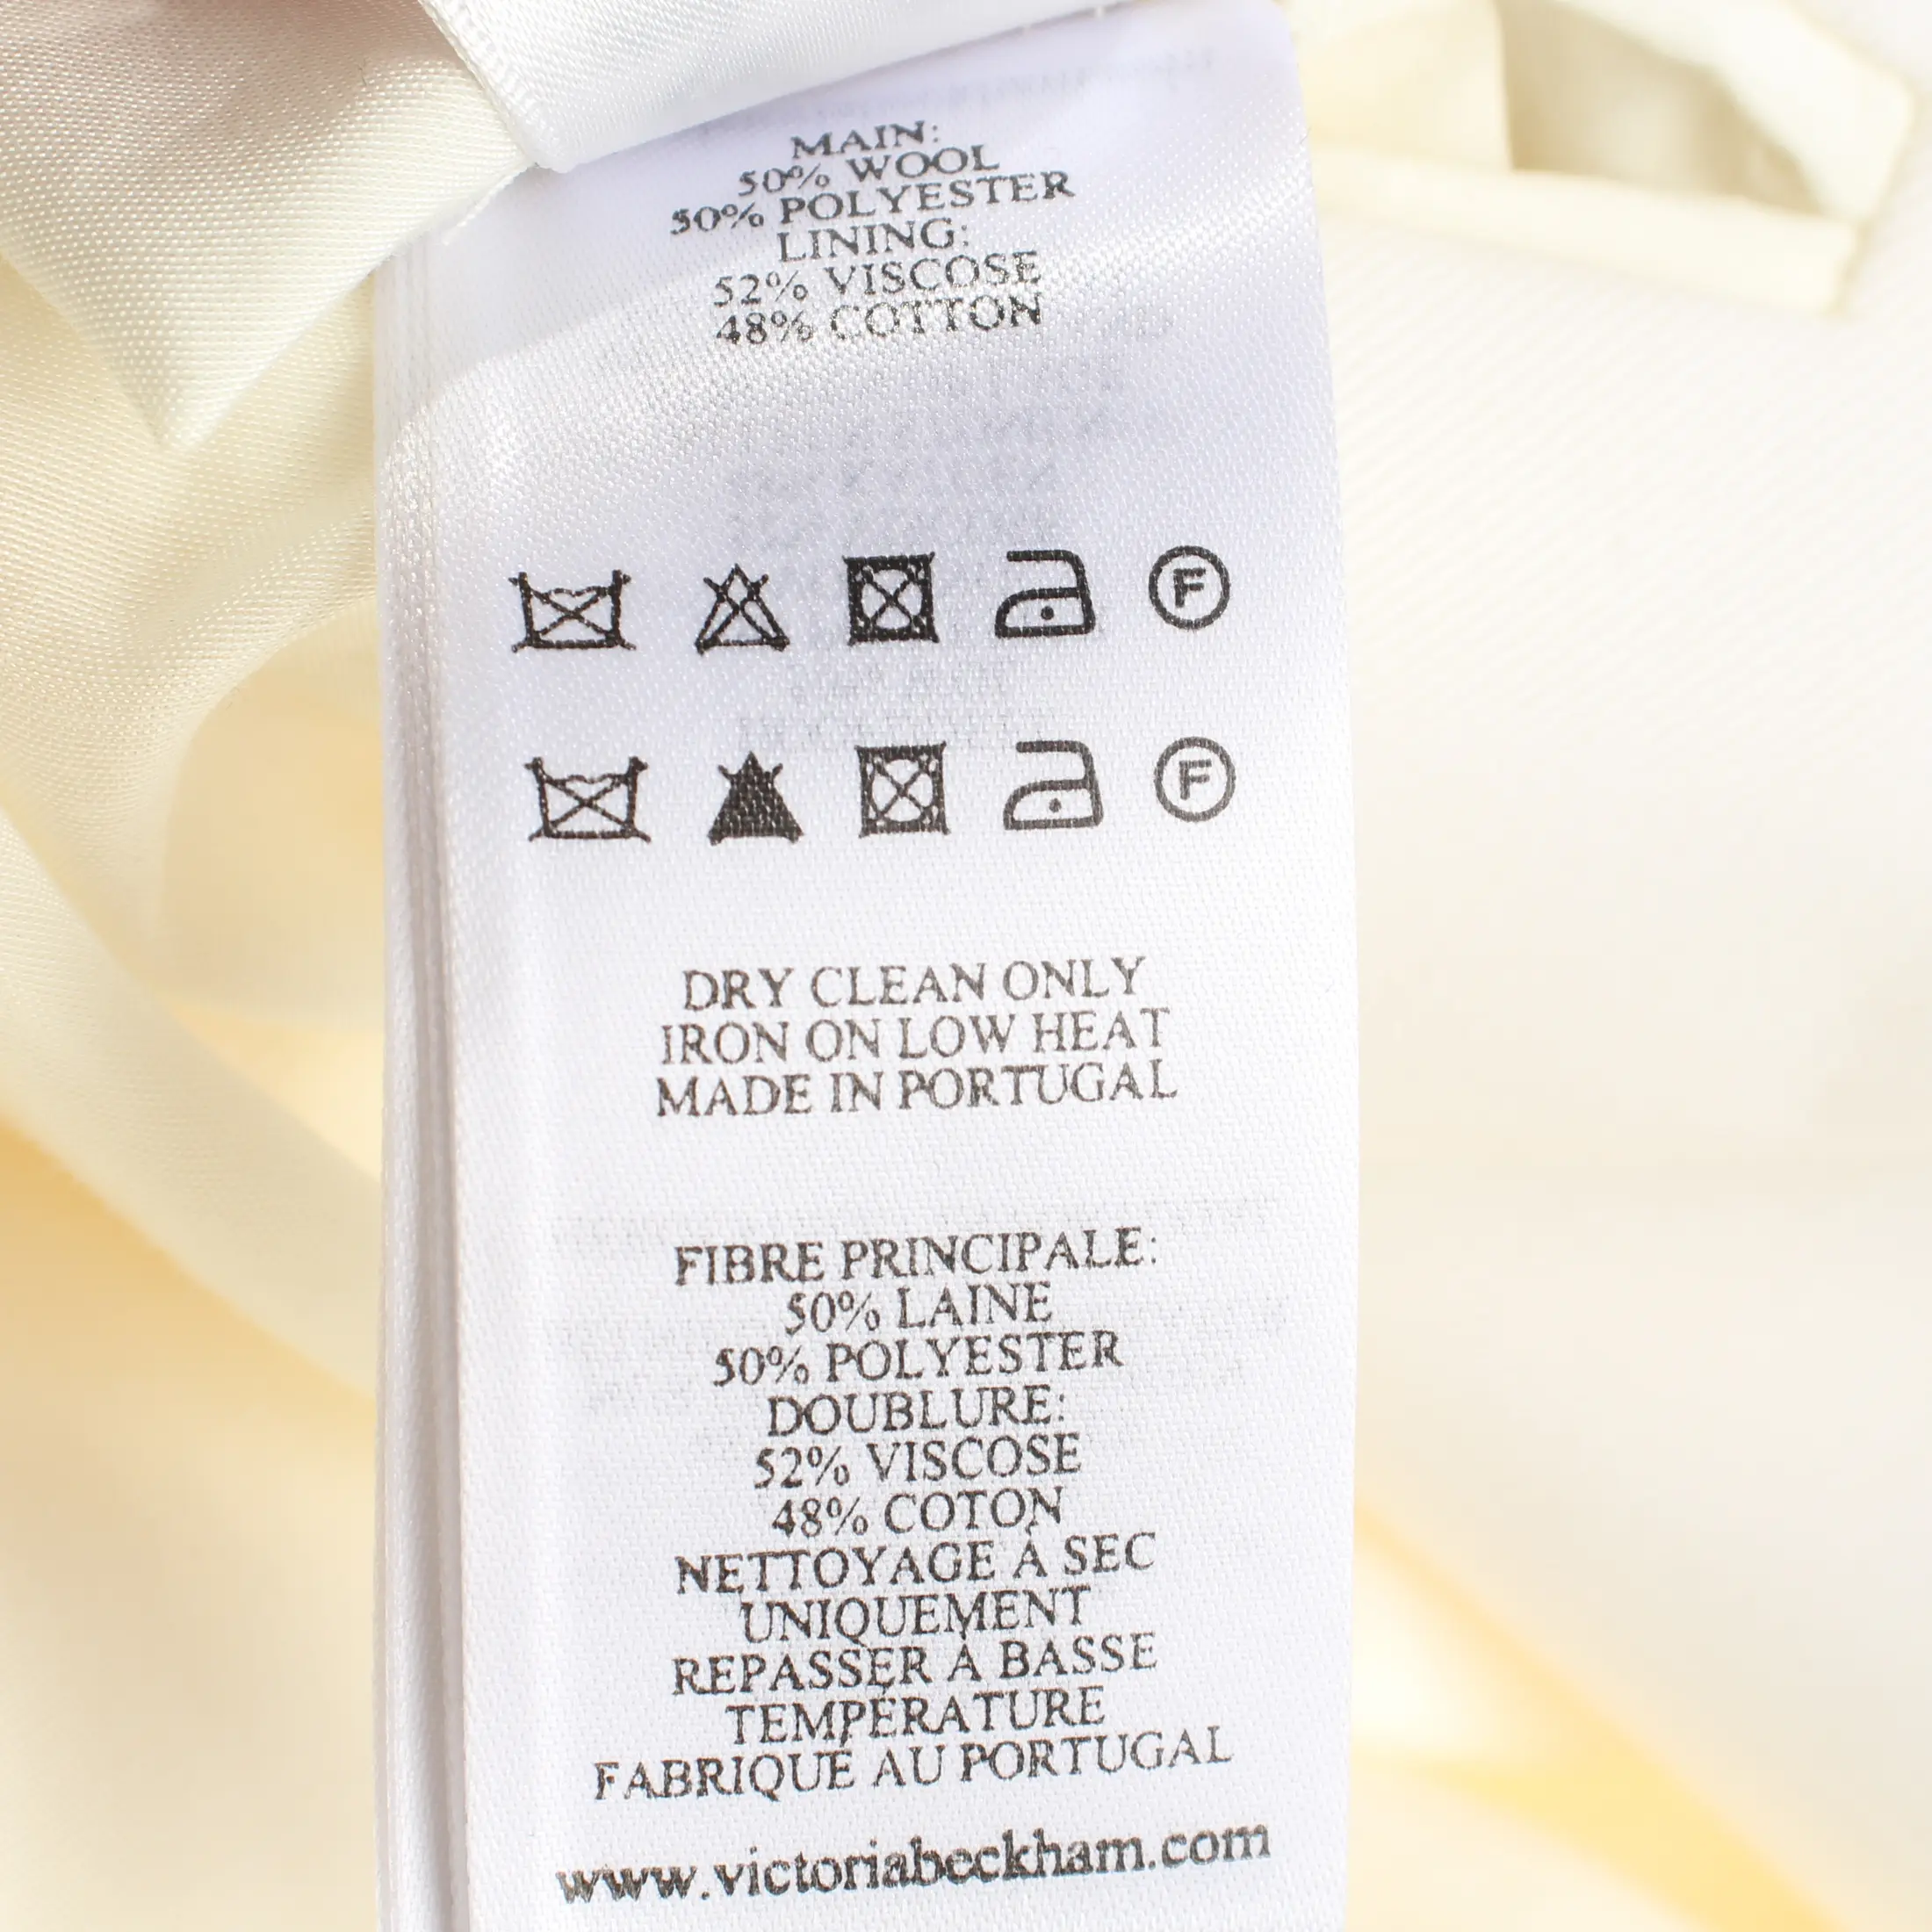 MAIN:
50% WOOL
50% POLYESTER
LINING:
52% VISCOSE
48% COTTON
F
F
DRY CLEAN ONLY
IRON ON LOW HEAT
MADE IN PORTUGAL
FIBRE PRINCIPALE:
50% LAINE
50% POLYESTER
DOUBLURE:
52% VISCOSE
48% COTON
NETTOYAGE À SEC
UNIQUEMENT
REPASSER À BASSE
TEMPÉRATURE
FABRIQUÉ AU PORTUGAL
www.victoriabeckham.com